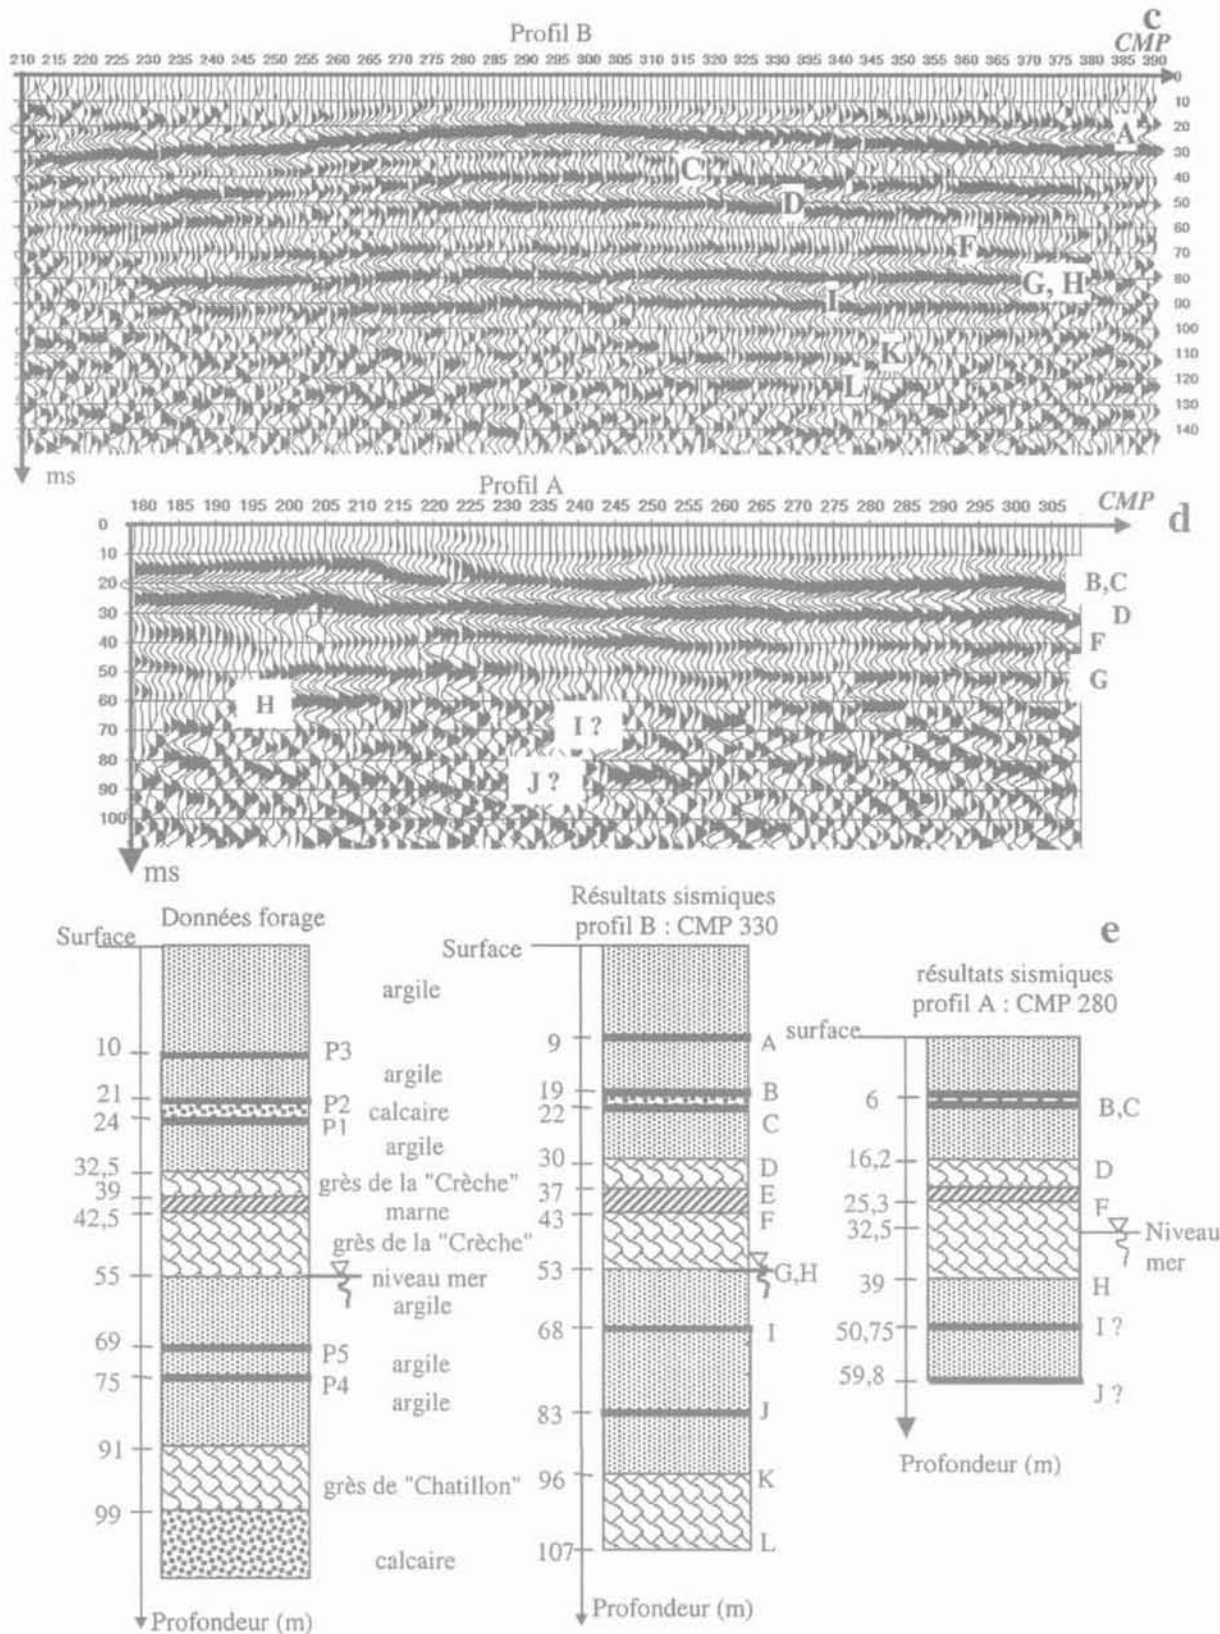 Profil B
c
CMP
210 215 220 225 230 235 240 245 250 255 260 265 270 275 280 285 290 295 300 305 310 315 320 325 330 335 340 345 350 355 360 365 370 375 380 385 390
0
10
20
30
40
50
60
70
80
90
100
110
120
130
140
A
C
D
F
G, H
I
K
L
ms
Profil A
CMP
d
180 185 190 195 200 205 210 215 220 225 230 235 240 245 250 255 260 265 270 275 280 285 290 295 300 305
0
10
20
30
40
50
60
70
80
90
100
B,C
D
F
G
H
I ?
J ?
ms
Données forage
Surface
argile
10
P3
argile
21
P2
calcaire
24
P1
argile
32,5
grès de la "Crèche"
39
marne
42,5
grès de la "Crèche"
55
niveau mer
argile
69
P5
argile
75
P4
argile
91
grès de "Chatillon"
99
calcaire
Profondeur (m)
Résultats sismiques
profil B : CMP 330
Surface
9
A
19
B
22
C
30
D
37
E
43
F
53
G,H
68
I
83
J
96
K
107
L
Profondeur (m)
e
résultats sismiques
profil A : CMP 280
surface
6
B,C
16,2
D
25,3
F
32,5
Niveau
mer
39
H
50,75
I ?
59,8
J ?
Profondeur (m)